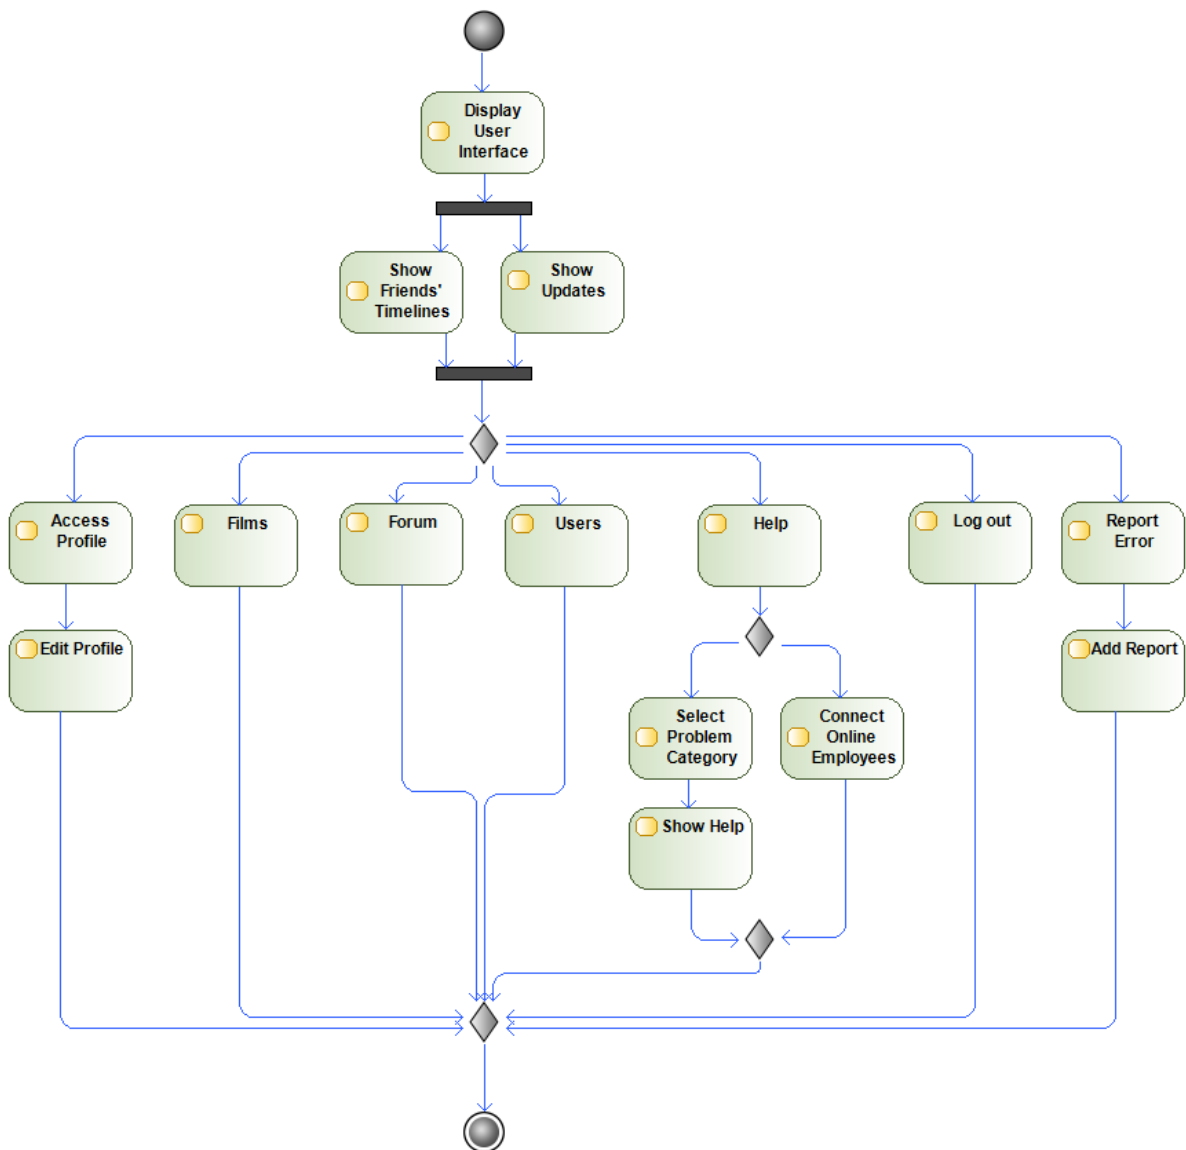 Display
User
Interface
Show
Friends'
Timelines
Show
Updates
Access
Profile
Films
Forum
Users
Help
Log out
Report
Error
Edit Profile
Add Report
Select
Problem
Category
Connect
Online
Employees
Show Help